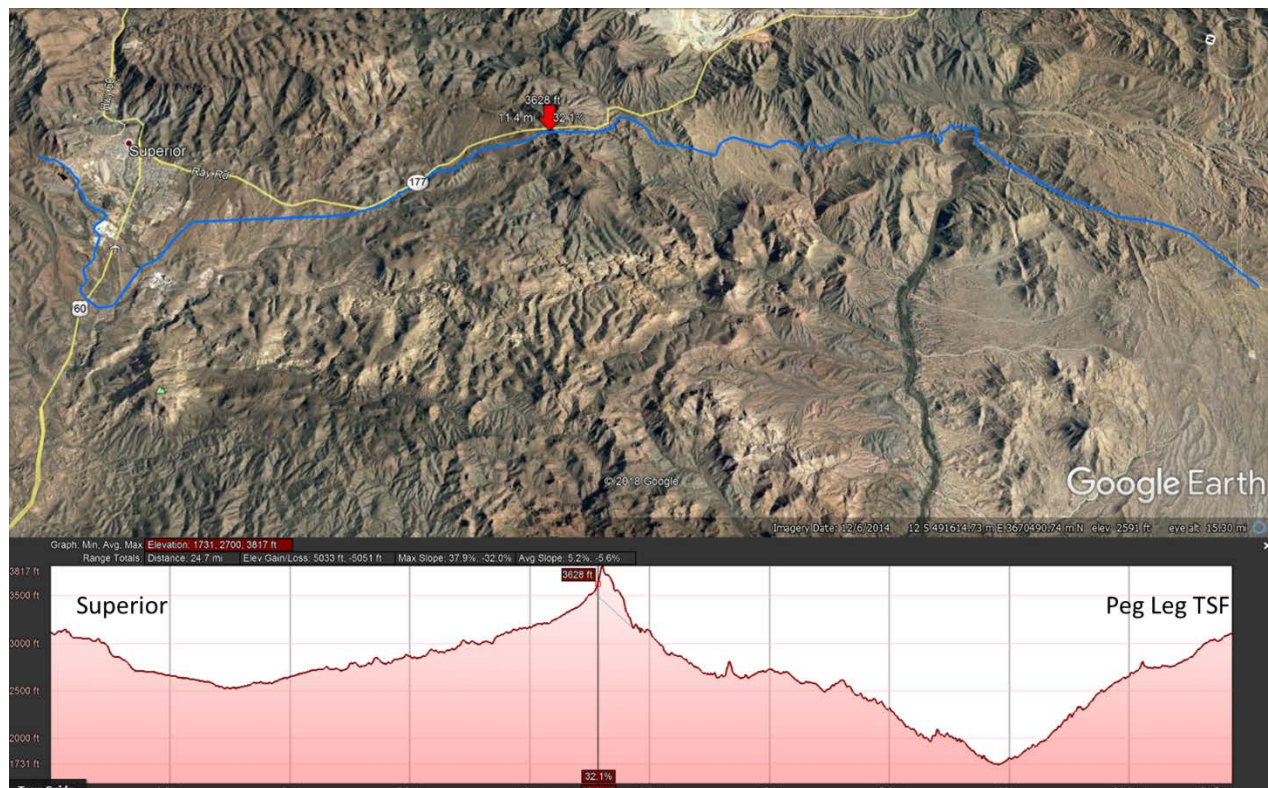 3628 ft
11.4 mi 32.1%
Superior
Ray Rd
177
60
© 2018 Google
Google Earth
Imagery Date: 12/6/2014 12 S 491614.73 m E 3670490.74 m N elev 2591 ft eye alt 15.30 mi
Graph: Min, Avg, Max Elevation: 1731, 2700, 3817 ft
Range Totals: Distance: 24.7 mi Elev Gain/Loss: 5033 ft, -5051 ft Max Slope: 37.9%, -32.0% Avg Slope: 5.2%, -5.6%
3817 ft
3628 ft
3500 ft
Superior
Peg Leg TSF
3000 ft
2500 ft
2000 ft
1731 ft
32.1%